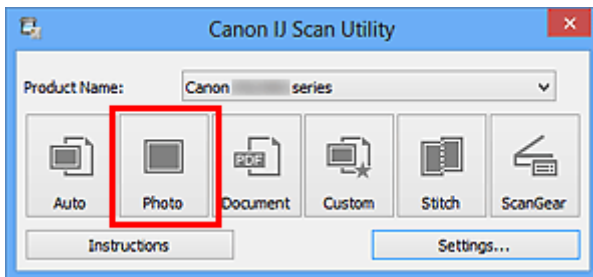 Canon IJ Scan Utility
Product Name: Canon series
Auto Photo Document Custom Stitch ScanGear
PDF
Instructions Settings...